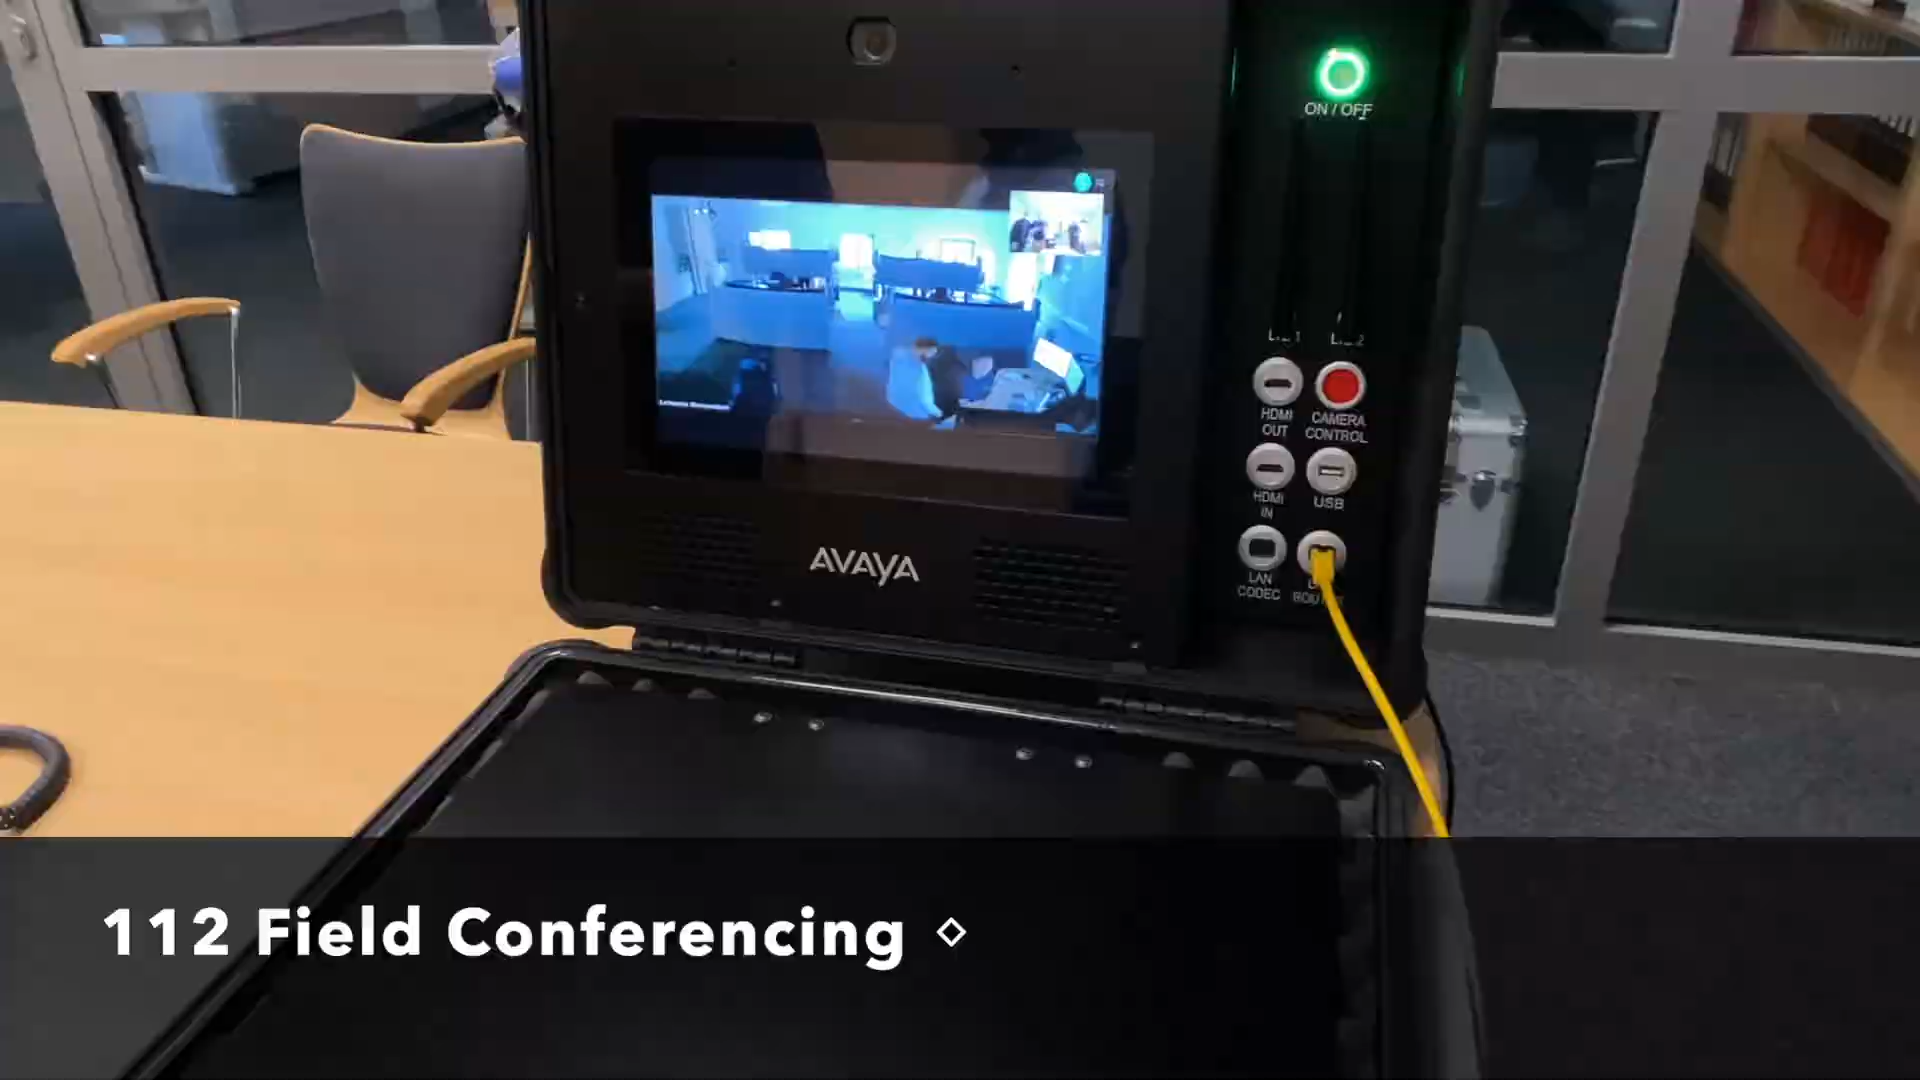 ON / OFF
HDMI OUT
CAMERA CONTROL
HDMI IN
USB
LAN CODEC
AVAYA
112 Field Conferencing